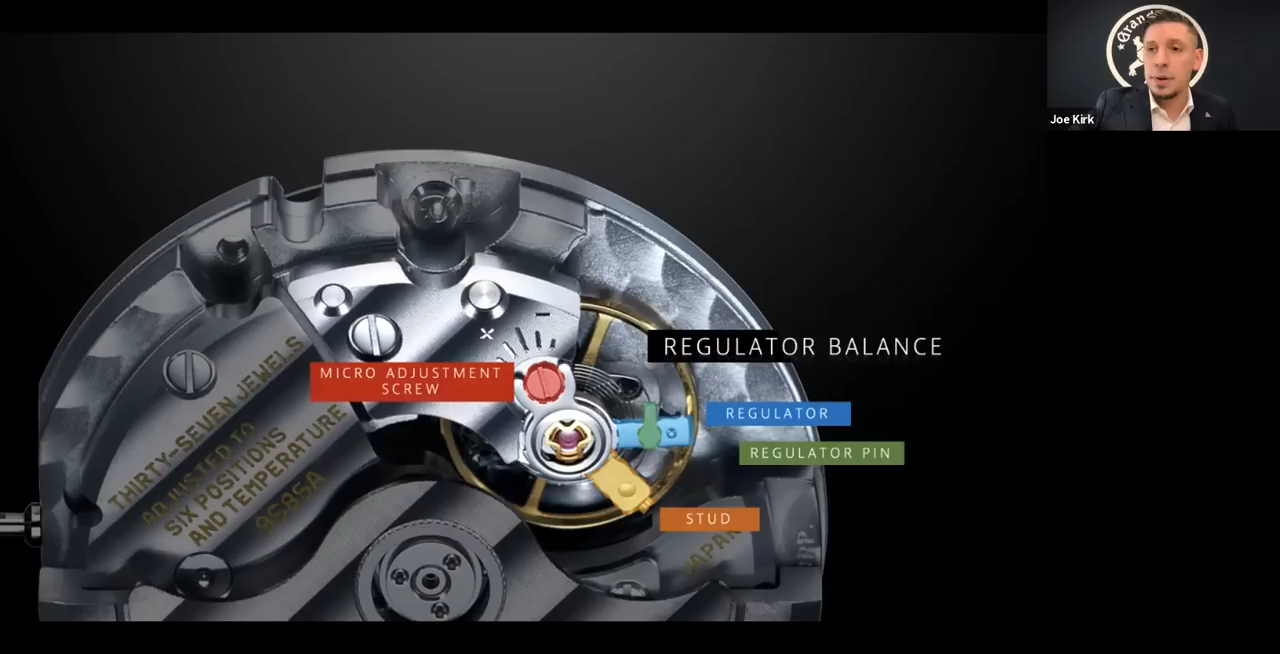 Grand
Joe Kirk
REGULATOR BALANCE
MICRO ADJUSTMENT
SCREW
REGULATOR
REGULATOR PIN
STUD
THIRTY-SEVEN JEWELS
ADJUSTED TO
SIX POSITIONS
AND TEMPERATURE
9S85A
JAPAN